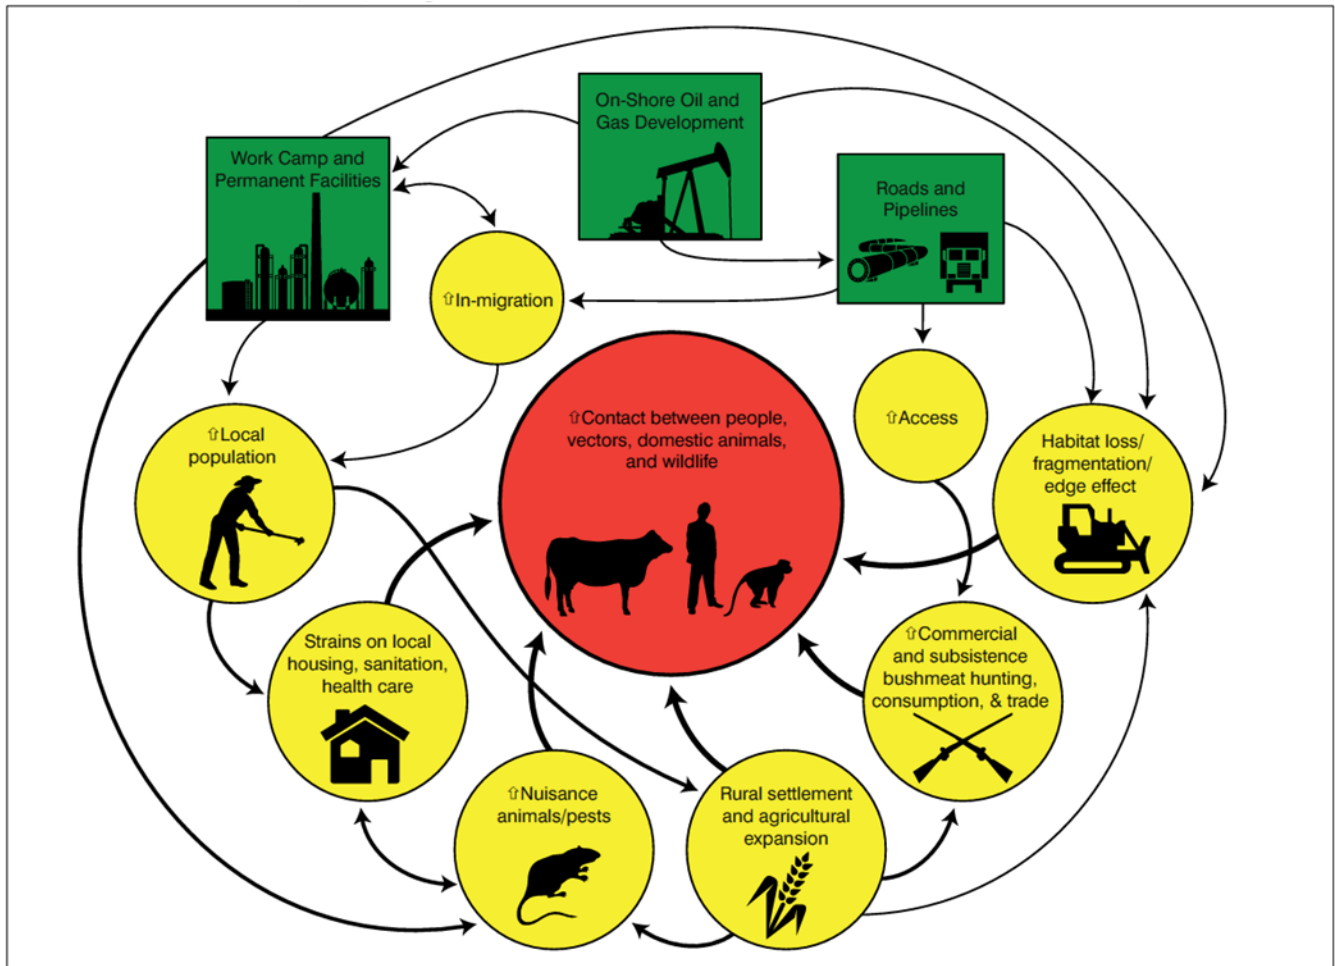 On-Shore Oil and
Gas Development
Work Camp and
Permanent Facilities
Roads and
Pipelines
⇧In-migration
⇧Contact between people,
vectors, domestic animals,
and wildlife
⇧Access
⇧Local
population
Habitat loss/
fragmentation/
edge effect
Strains on local
housing, sanitation,
health care
⇧Commercial
and subsistence
bushmeat hunting,
consumption, & trade
⇧Nuisance
animals/pests
Rural settlement
and agricultural
expansion